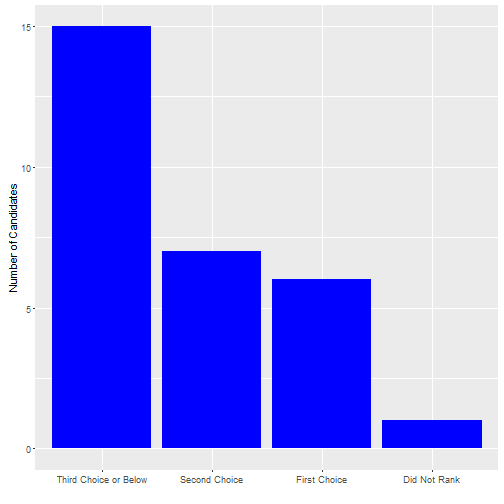 Number of Candidates
15
10
5
0
Third Choice or Below
Second Choice
First Choice
Did Not Rank